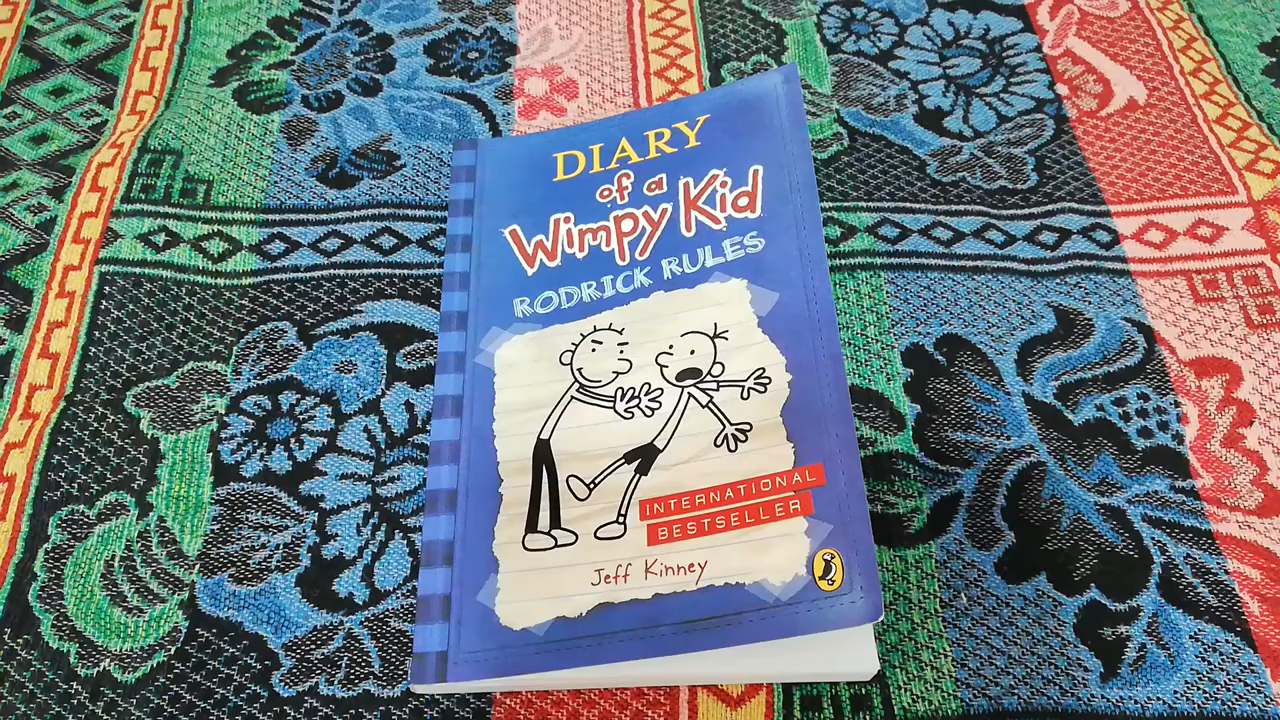 DIARY
of a
Wimpy Kid
RODRICK RULES
INTERNATIONAL
BESTSELLER
Jeff Kinney